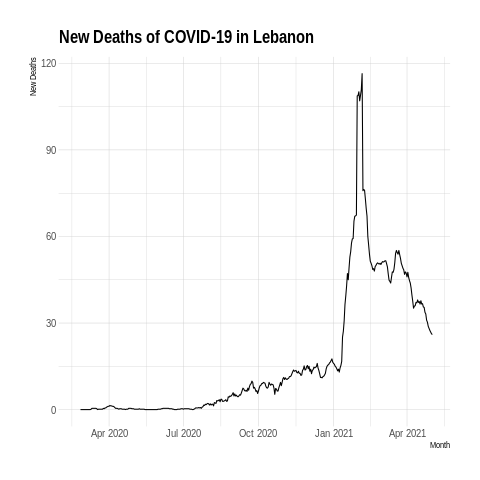 New Deaths of COVID-19 in Lebanon
New Deaths
120
90
60
30
0
Apr 2020 Jul 2020 Oct 2020 Jan 2021 Apr 2021
Month